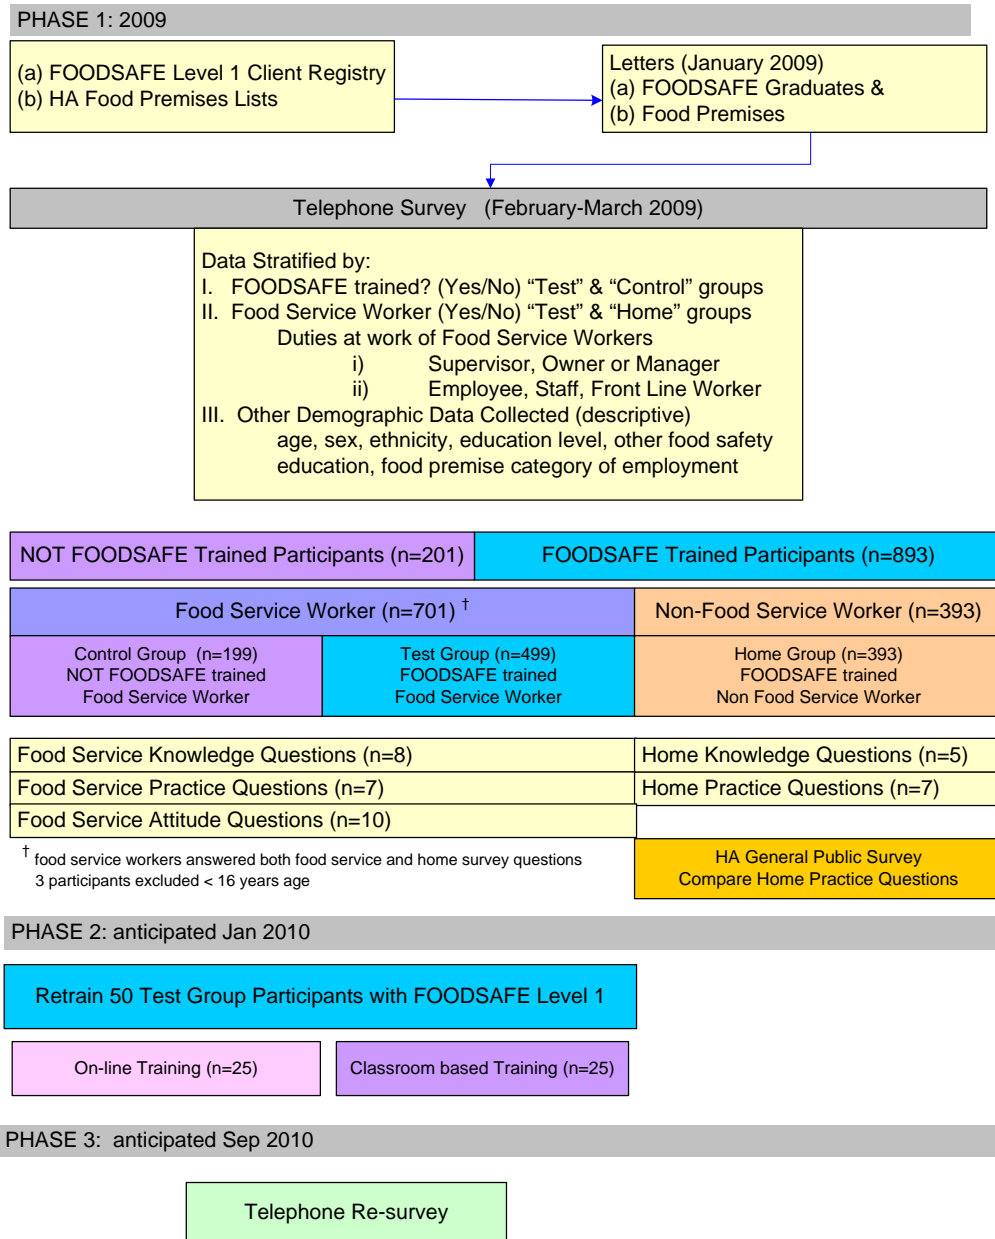 PHASE 1: 2009
(a) FOODSAFE Level 1 Client Registry
(b) HA Food Premises Lists
Letters (January 2009)
(a) FOODSAFE Graduates &
(b) Food Premises
Telephone Survey (February-March 2009)
Data Stratified by:
I. FOODSAFE trained? (Yes/No) “Test” & “Control” groups
II. Food Service Worker (Yes/No) “Test” & “Home” groups
Duties at work of Food Service Workers
i) Supervisor, Owner or Manager
ii) Employee, Staff, Front Line Worker
III. Other Demographic Data Collected (descriptive)
age, sex, ethnicity, education level, other food safety
education, food premise category of employment
NOT FOODSAFE Trained Participants (n=201)
FOODSAFE Trained Participants (n=893)
Food Service Worker (n=701) †
Non-Food Service Worker (n=393)
Control Group (n=199)
NOT FOODSAFE trained
Food Service Worker
Test Group (n=499)
FOODSAFE trained
Food Service Worker
Home Group (n=393)
FOODSAFE trained
Non Food Service Worker
Food Service Knowledge Questions (n=8)
Home Knowledge Questions (n=5)
Food Service Practice Questions (n=7)
Home Practice Questions (n=7)
Food Service Attitude Questions (n=10)
† food service workers answered both food service and home survey questions
3 participants excluded < 16 years age
HA General Public Survey
Compare Home Practice Questions
PHASE 2: anticipated Jan 2010
Retrain 50 Test Group Participants with FOODSAFE Level 1
On-line Training (n=25)
Classroom based Training (n=25)
PHASE 3: anticipated Sep 2010
Telephone Re-survey